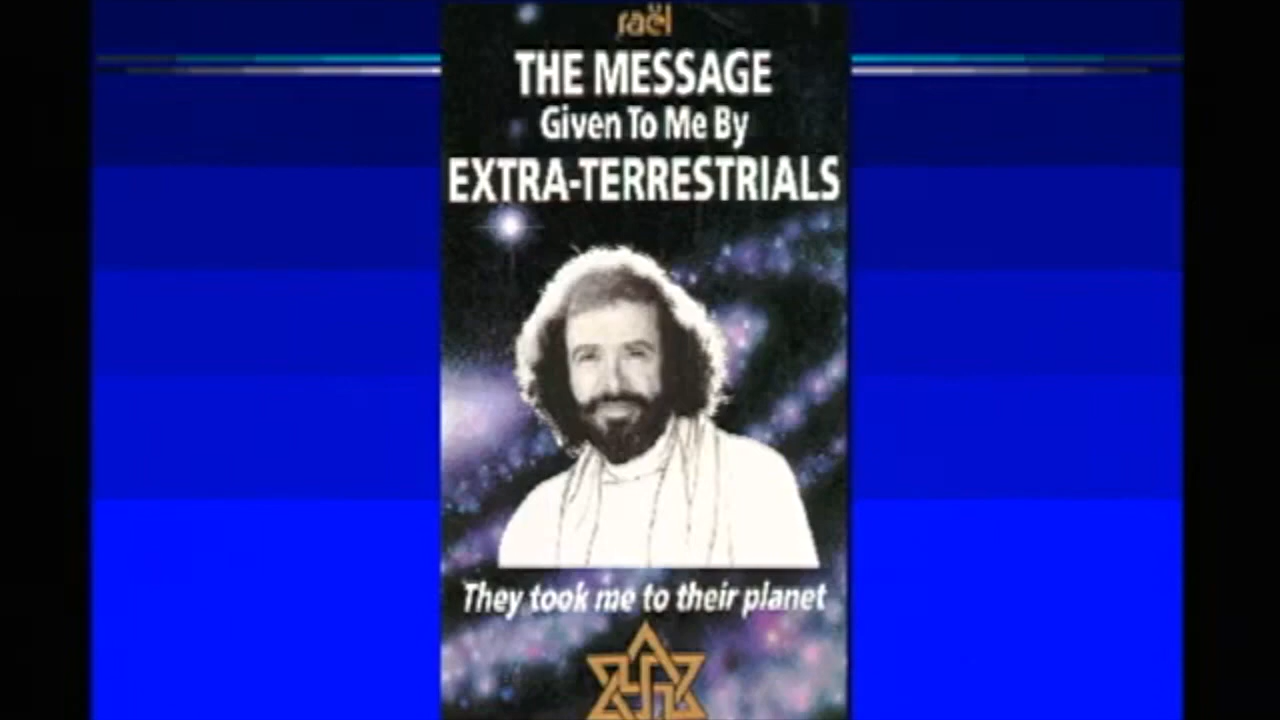 raël
THE MESSAGE
Given To Me By
EXTRA-TERRESTRIALS
They took me to their planet